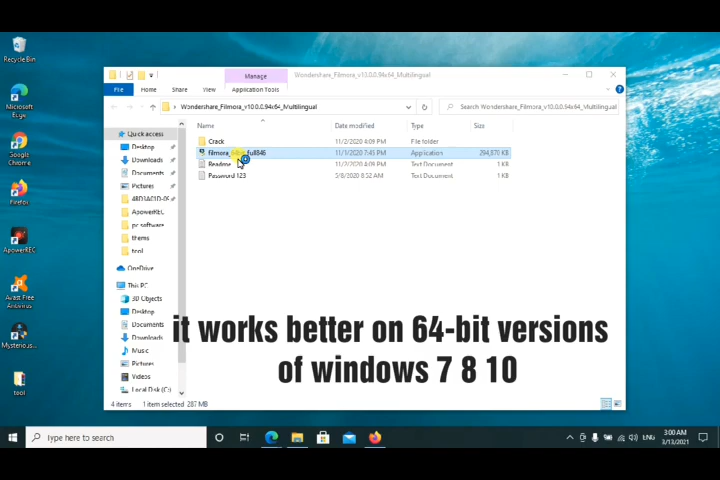 Recycle Bin
Microsoft Edge
Google Chrome
Firefox
ApowerREC
Avast Free Antivirus
Mysterious...
tool
Manage
Wondershare_Filmora_v10.0.0.94x64_Multilingual
File Home Share View Application Tools
Wondershare_Filmora_v10.0.0.94x64_Multilingual
Search Wondershare_Filmora_v10.0.0.94x64_Multilingual
Name Date modified Type Size
Crack 11/2/2020 4:09 PM File folder
11/1/2020 7:45 PM Application 294,870 KB
Readme 11/2/2020 4:08 PM Text Document 1 KB
Password 123 5/8/2020 8:52 AM Text Document 1 KB
Quick access
Desktop
Downloads
Documents
Pictures
ApowerREC
pc software
thems
tool
OneDrive
This PC
3D Objects
Desktop
Documents
Downloads
Music
Pictures
Videos
Local Disk (C:)
it works better on 64-bit versions
of windows 7 8 10
4 items 1 item selected 287 MB
Type here to search
ENG
3:00 AM
3/13/2021